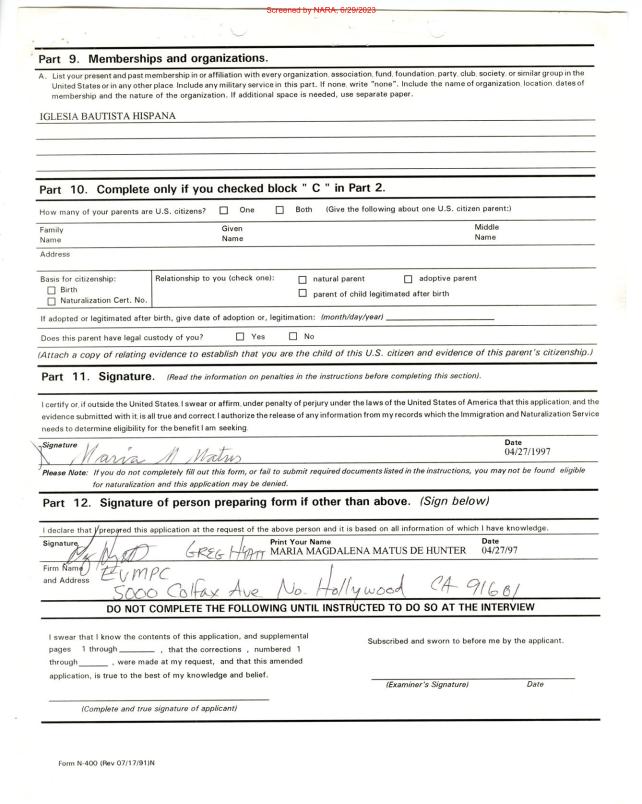 Screened by NARA, 6/29/2023
Part 9. Memberships and organizations.
A. List your present and past membership in or affiliation with every organization, association, fund, foundation, party, club, society, or similar group in the
United States or in any other place. Include any military service in this part. If none, write "none". Include the name of organization, location, dates of
membership and the nature of the organization. If additional space is needed, use separate paper.
IGLESIA BAUTISTA HISPANA
Part 10. Complete only if you checked block " C " in Part 2.
How many of your parents are U.S. citizens? One Both (Give the following about one U.S. citizen parent:)
Family Given Middle
Name Name Name
Address
Basis for citizenship: Relationship to you (check one): natural parent adoptive parent
Birth
parent of child legitimated after birth
Naturalization Cert. No.
If adopted or legitimated after birth, give date of adoption or, legitimation: (month/day/year)
Does this parent have legal custody of you? Yes No
(Attach a copy of relating evidence to establish that you are the child of this U.S. citizen and evidence of this parent's citizenship.)
Part 11. Signature. (Read the information on penalties in the instructions before completing this section).
I certify or, if outside the United States, I swear or affirm, under penalty of perjury under the laws of the United States of America that this application, and the
evidence submitted with it, is all true and correct. I authorize the release of any information from my records which the Immigration and Naturalization Service
needs to determine eligibility for the benefit I am seeking.
Signature Date
Maria M Matus 04/27/1997
Please Note: If you do not completely fill out this form, or fail to submit required documents listed in the instructions, you may not be found eligible
for naturalization and this application may be denied.
Part 12. Signature of person preparing form if other than above. (Sign below)
I declare that I prepared this application at the request of the above person and it is based on all information of which I have knowledge.
Signature Print Your Name Date
GREG HYATT MARIA MAGDALENA MATUS DE HUNTER 04/27/97
Firm Name EVMPC
and Address 5000 Colfax Ave No. Hollywood CA 91601
DO NOT COMPLETE THE FOLLOWING UNTIL INSTRUCTED TO DO SO AT THE INTERVIEW
I swear that I know the contents of this application, and supplemental
pages 1 through ________ , that the corrections , numbered 1
through ________ , were made at my request, and that this amended
application, is true to the best of my knowledge and belief.
Subscribed and sworn to before me by the applicant.
(Examiner's Signature) Date
(Complete and true signature of applicant)
Form N-400 (Rev 07/17/91)N